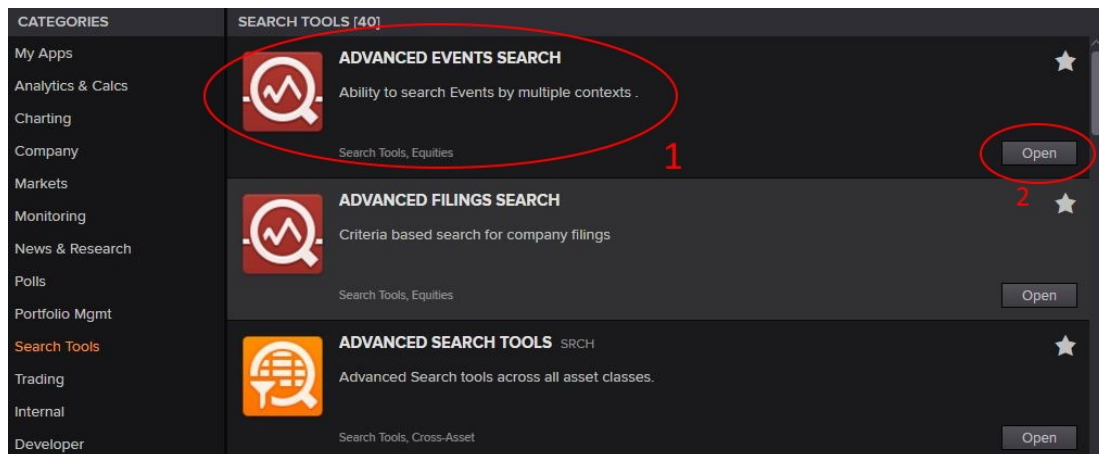 CATEGORIES
My Apps
Analytics & Calcs
Charting
Company
Markets
Monitoring
News & Research
Polls
Portfolio Mgmt
Search Tools
Trading
Internal
Developer
SEARCH TOOLS [40]
ADVANCED EVENTS SEARCH
Ability to search Events by multiple contexts .
Search Tools, Equities
1
Open
2
ADVANCED FILINGS SEARCH
Criteria based search for company filings
Search Tools, Equities
Open
ADVANCED SEARCH TOOLS SRCH
Advanced Search tools across all asset classes.
Search Tools, Cross-Asset
Open